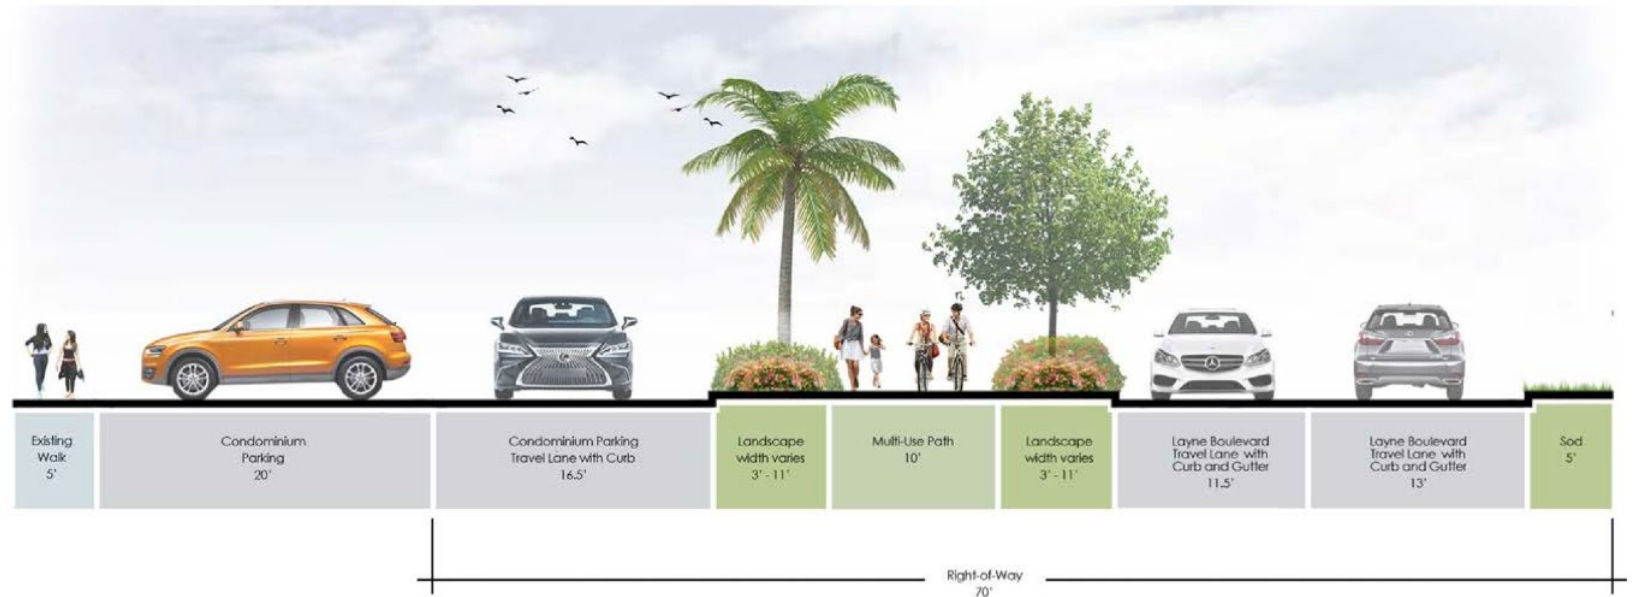 Existing
Walk
5'
Condominium
Parking
20'
Condominium Parking
Travel Lane with Curb
16.5'
Landscape
width varies
3' - 11'
Multi-Use Path
10'
Landscape
width varies
3' - 11'
Layne Boulevard
Travel Lane with
Curb and Gutter
11.5'
Layne Boulevard
Travel Lane with
Curb and Gutter
13'
Sod
5'
Right-of-Way
70'